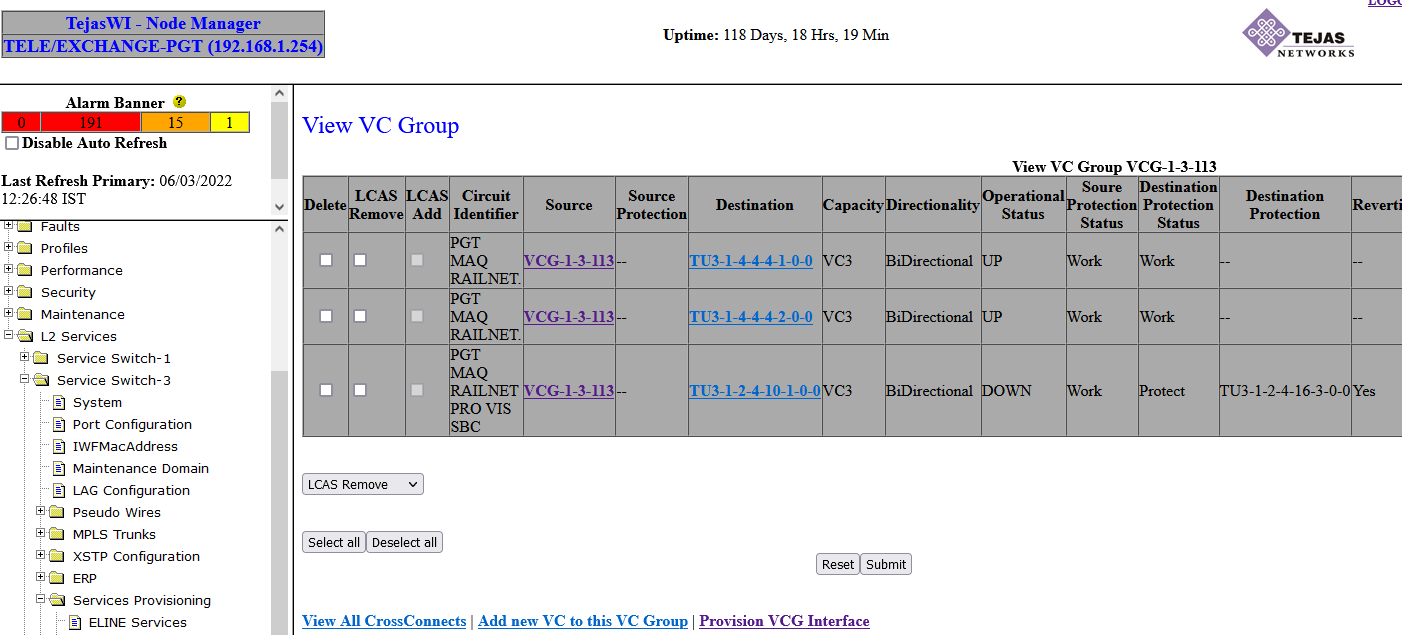 LOGO
TejasWI - Node Manager
TELE/EXCHANGE-PGT (192.168.1.254)
Uptime: 118 Days, 18 Hrs, 19 Min
TEJAS
NETWORKS
Alarm Banner ?
0 191 15 1
Disable Auto Refresh
Last Refresh Primary: 06/03/2022
12:26:48 IST
Faults
Profiles
Performance
Security
Maintenance
L2 Services
Service Switch-1
Service Switch-3
System
Port Configuration
IWFMacAddress
Maintenance Domain
LAG Configuration
Pseudo Wires
MPLS Trunks
XSTP Configuration
ERP
Services Provisioning
ELINE Services
View VC Group
View VC Group VCG-1-3-113
Delete LCAS Remove LCAS Add Circuit Identifier Source Source Protection Destination Capacity Directionality Operational Status Soure Protection Status Destination Protection Status Destination Protection Reverti
PGT MAQ RAILNET. VCG-1-3-113 -- TU3-1-4-4-4-1-0-0 VC3 BiDirectional UP Work Work -- --
PGT MAQ RAILNET. VCG-1-3-113 -- TU3-1-4-4-4-2-0-0 VC3 BiDirectional UP Work Work -- --
PGT MAQ RAILNET PRO VIS SBC VCG-1-3-113 -- TU3-1-2-4-10-1-0-0 VC3 BiDirectional DOWN Work Protect TU3-1-2-4-16-3-0-0 Yes
LCAS Remove
Select all Deselect all
Reset Submit
View All CrossConnects | Add new VC to this VC Group | Provision VCG Interface